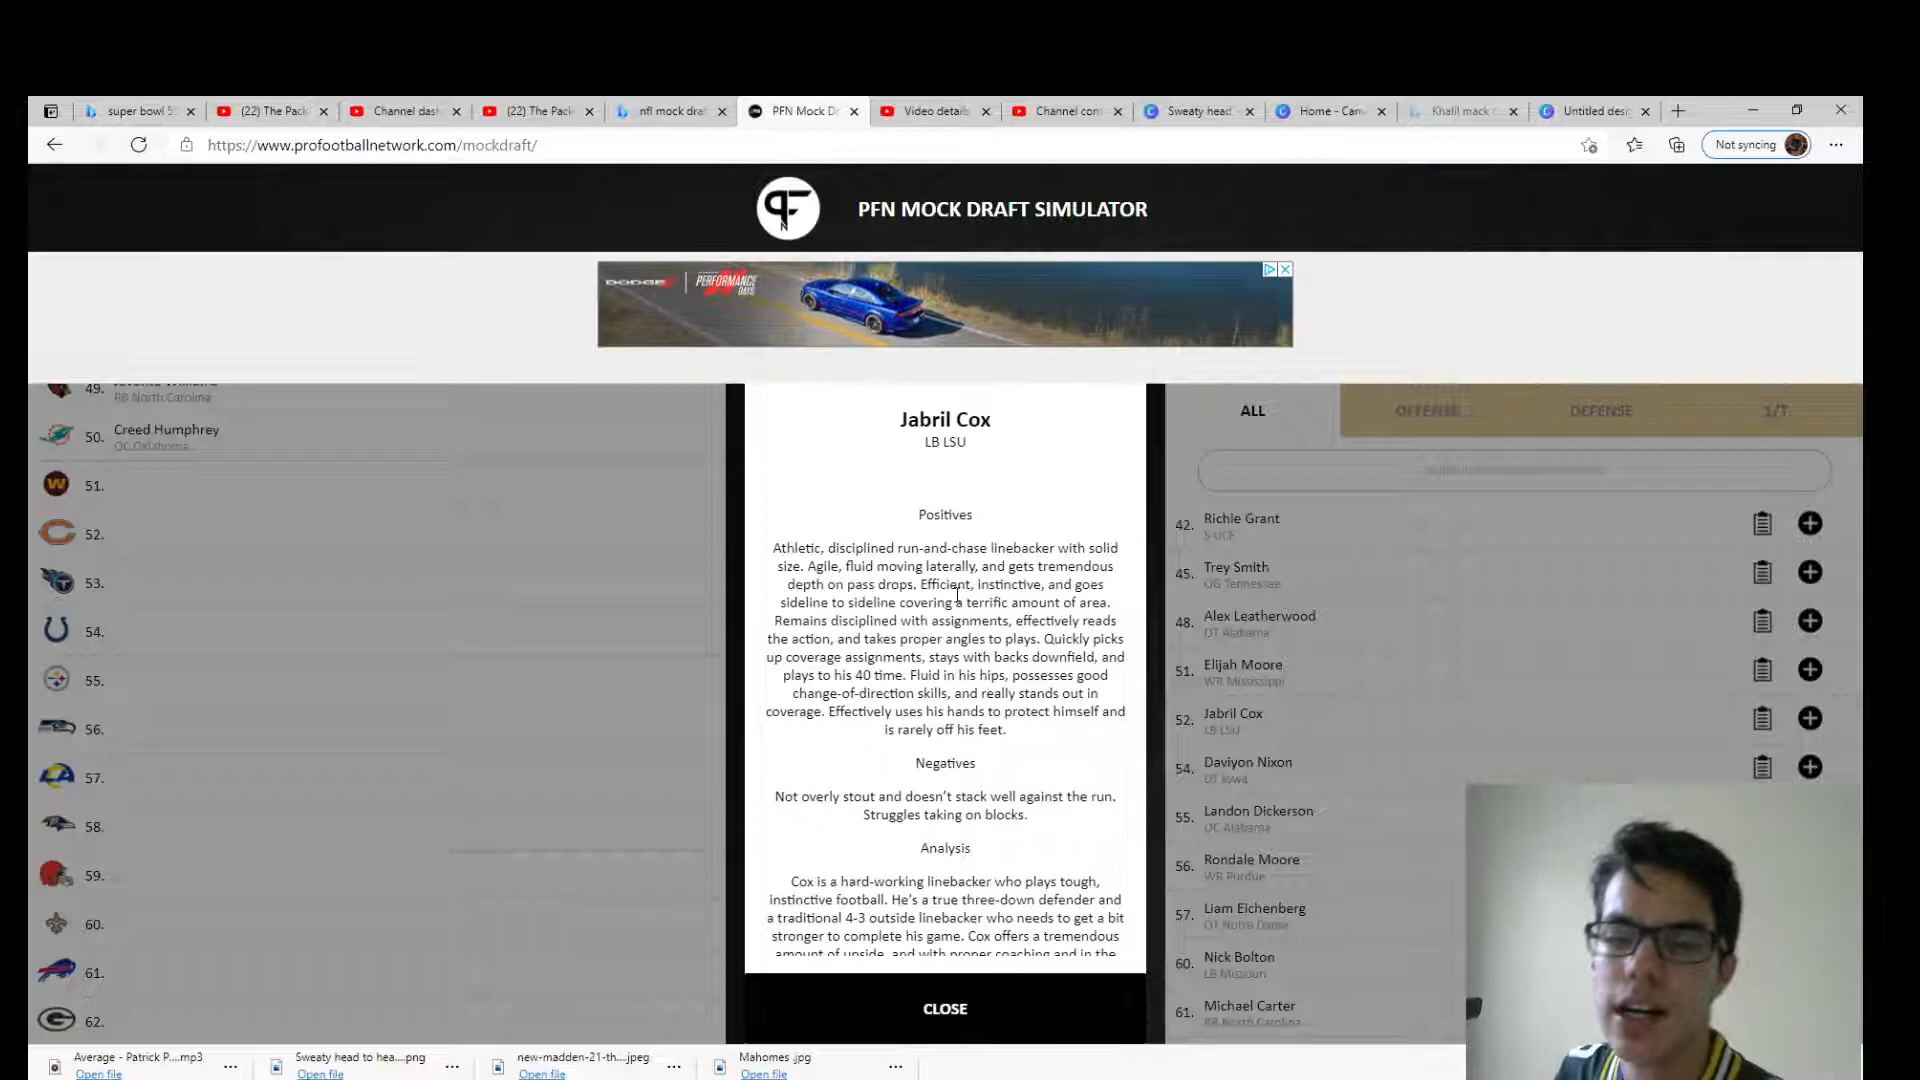 super bowl 5
(22) The Pack
Channel dash
(22) The Pack
nfl mock draf
PFN Mock Dr
Video details
Channel con
Sweaty head
Home - Can
Khalil mack
Untitled desi
https://www.profootballnetwork.com/mockdraft/
Not syncing
PFN MOCK DRAFT SIMULATOR
DODGE
PERFORMANCE
DAYS
49.
RB North Carolina
50. Creed Humphrey
OC Oklahoma
51.
52.
53.
54.
55.
56.
57.
58.
59.
60.
61.
62.
Jabril Cox
LB LSU
Positives
Athletic, disciplined run-and-chase linebacker with solid
size. Agile, fluid moving laterally, and gets tremendous
depth on pass drops. Efficient, instinctive, and goes
sideline to sideline covering a terrific amount of area.
Remains disciplined with assignments, effectively reads
the action, and takes proper angles to plays. Quickly picks
up coverage assignments, stays with backs downfield, and
plays to his 40 time. Fluid in his hips, possesses good
change-of-direction skills, and really stands out in
coverage. Effectively uses his hands to protect himself and
is rarely off his feet.
Negatives
Not overly stout and doesn't stack well against the run.
Struggles taking on blocks.
Analysis
Cox is a hard-working linebacker who plays tough,
instinctive football. He's a true three-down defender and
a traditional 4-3 outside linebacker who needs to get a bit
stronger to complete his game. Cox offers a tremendous
amount of upside, and with proper coaching and in the
CLOSE
ALL
OFFENSE
DEFENSE
S/T
42. Richie Grant
S UCF
45. Trey Smith
OG Tennessee
48. Alex Leatherwood
OT Alabama
51. Elijah Moore
WR Mississippi
52. Jabril Cox
LB LSU
54. Daviyon Nixon
DT Iowa
55. Landon Dickerson
OC Alabama
56. Rondale Moore
WR Purdue
57. Liam Eichenberg
OT Notre Dame
60. Nick Bolton
LB Missouri
61. Michael Carter
RB North Carolina
Average - Patrick P....mp3
Open file
Sweaty head to hea....png
Open file
new-madden-21-th....jpeg
Open file
Mahomes .jpg
Open file